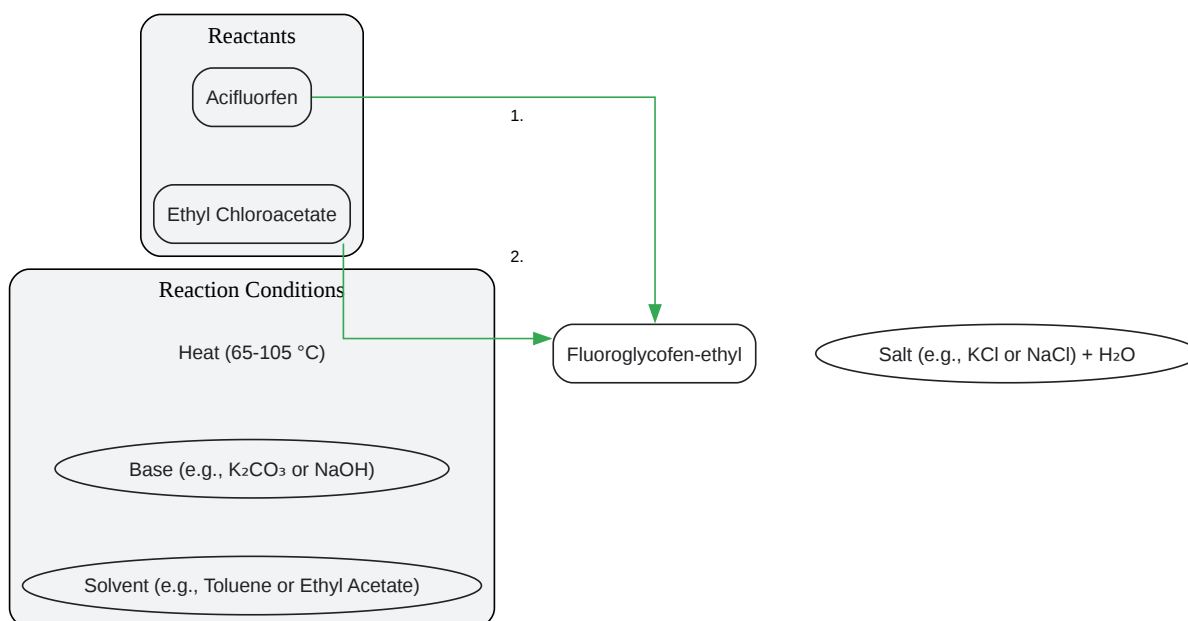 Reactants
Acifluorfen
1.
Ethyl Chloroacetate
2.
Reaction Conditions
Heat (65-105 °C)
Fluoroglycofen-ethyl
Salt (e.g., KCl or NaCl) + H₂O
Base (e.g., K₂CO₃ or NaOH)
Solvent (e.g., Toluene or Ethyl Acetate)